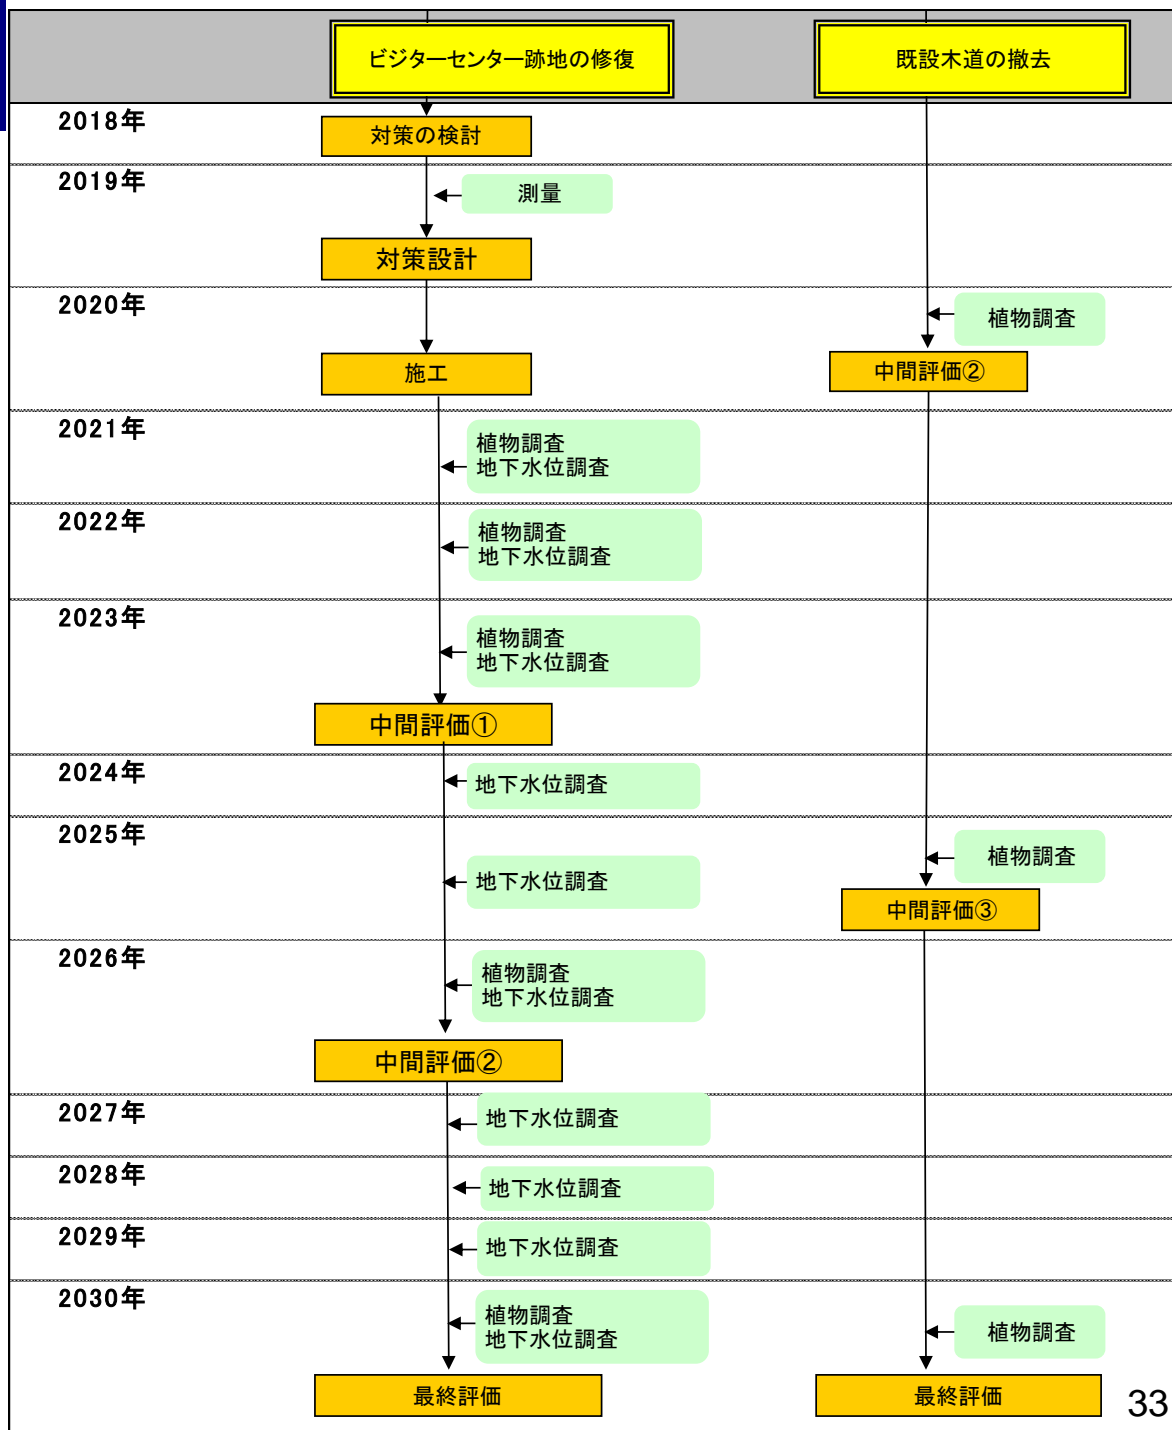 ビジターセンター跡地の修復
既設木道の撤去
2018年
対策の検討
2019年
測量
対策設計
2020年
植物調査
施工
中間評価②
2021年
植物調査
地下水位調査
2022年
植物調査
地下水位調査
2023年
植物調査
地下水位調査
中間評価①
2024年
地下水位調査
2025年
植物調査
地下水位調査
中間評価③
2026年
植物調査
地下水位調査
中間評価②
2027年
地下水位調査
2028年
地下水位調査
2029年
地下水位調査
2030年
植物調査
地下水位調査
植物調査
最終評価
最終評価
33